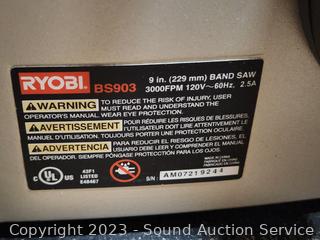 RYOBI. BS903
9 in. (229 mm) BAND SAW
3000FPM 120V~60Hz, 2.5A
WARNING TO REDUCE THE RISK OF INJURY, USER
MUST READ AND UNDERSTAND THE
OPERATOR'S MANUAL. WEAR EYE PROTECTION.
AVERTISSEMENT POUR RÉDUIRE LES RISQUES DE BLESSURES,
L'UTILISATEUR DOIT LIRE ET COMPRENDRE LE
MANUEL D'UTILISATION. TOUJOURS PORTER UNE PROTECTION OCULAIRE.
ADVERTENCIA PARA REDUCIR EL RIESGO DE LESIONES, EL
USUARIO DEBE LEER Y COMPRENDER EL MANUAL
DEL OPERADOR. SIEMPRE PÓNGASE PROTECCIÓN PARA LOS OJOS.
C UL US
43F1
LISTED
E48467
S/N: AM07219244
Copyright 2023 - Sound Auction Service